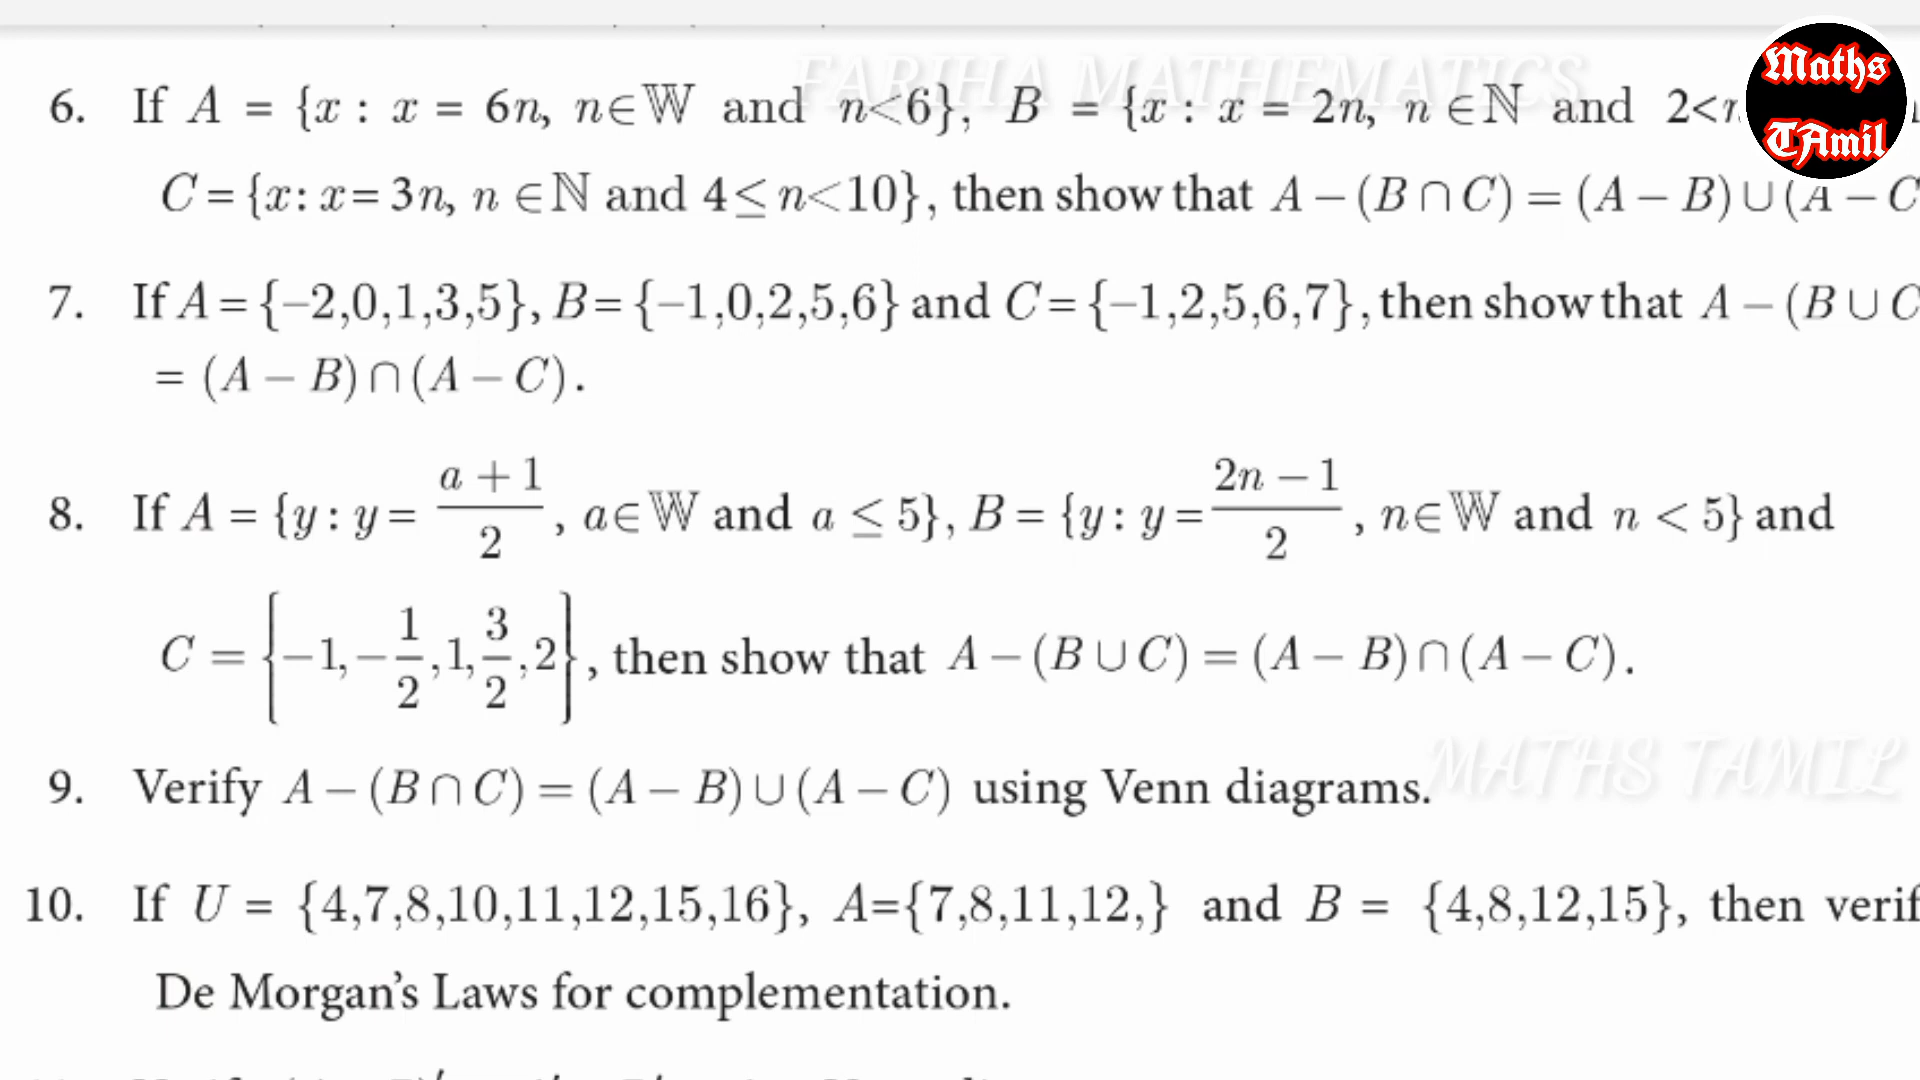 FARIHA MATHEMATICS
Maths
TAmil
6. If A = {x : x = 6n, n∈𝕎 and n<6}, B = {x : x = 2n, n ∈ℕ and 2<
C = {x: x = 3n, n ∈ℕ and 4≤ n<10}, then show that A – (B ∩ C) = (A – B) ∪ (A – C
7. If A = {–2,0,1,3,5}, B = {–1,0,2,5,6} and C = {–1,2,5,6,7}, then show that A – (B ∪ C
= (A – B) ∩ (A – C).
8. If A = {y : y = (a + 1)/2, a∈𝕎 and a ≤ 5}, B = {y : y = (2n – 1)/2, n∈𝕎 and n < 5} and
C = {–1, –1/2, 1, 3/2, 2}, then show that A – (B ∪ C) = (A – B) ∩ (A – C).
MATHS TAMIL
9. Verify A – (B ∩ C) = (A – B) ∪ (A – C) using Venn diagrams.
10. If U = {4,7,8,10,11,12,15,16}, A={7,8,11,12,} and B = {4,8,12,15}, then verif
De Morgan’s Laws for complementation.